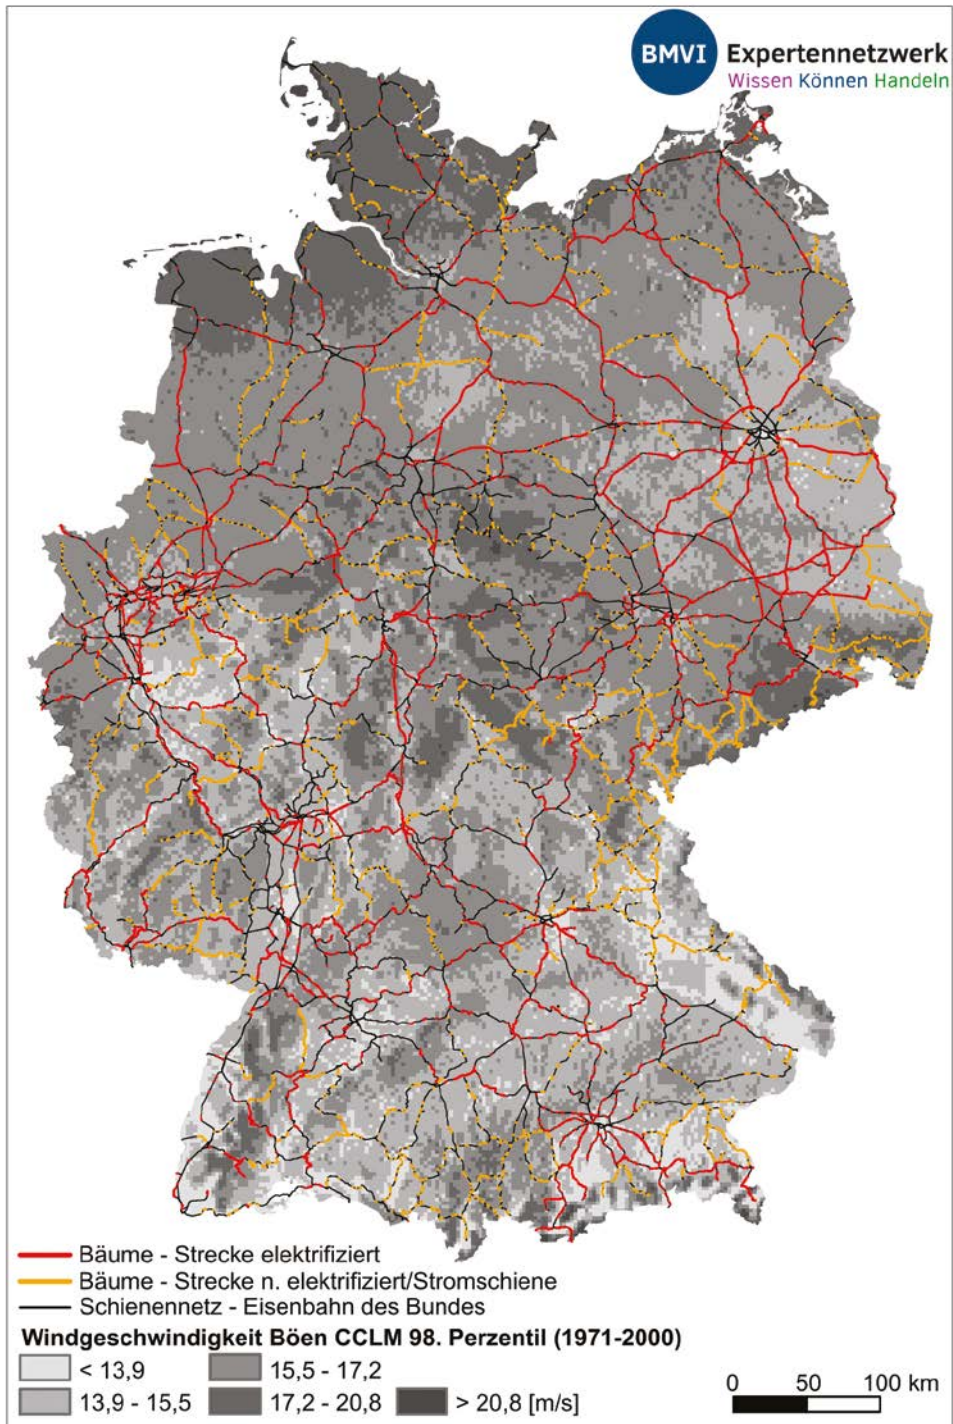 BMVI
Expertennetzwerk
Wissen Können Handeln
Bäume - Strecke elektrifiziert
Bäume - Strecke n. elektrifiziert/Stromschiene
Schienennetz - Eisenbahn des Bundes
Windgeschwindigkeit Böen CCLM 98. Perzentil (1971-2000)
< 13,9
15,5 - 17,2
13,9 - 15,5
17,2 - 20,8
> 20,8 [m/s]
0 50 100 km